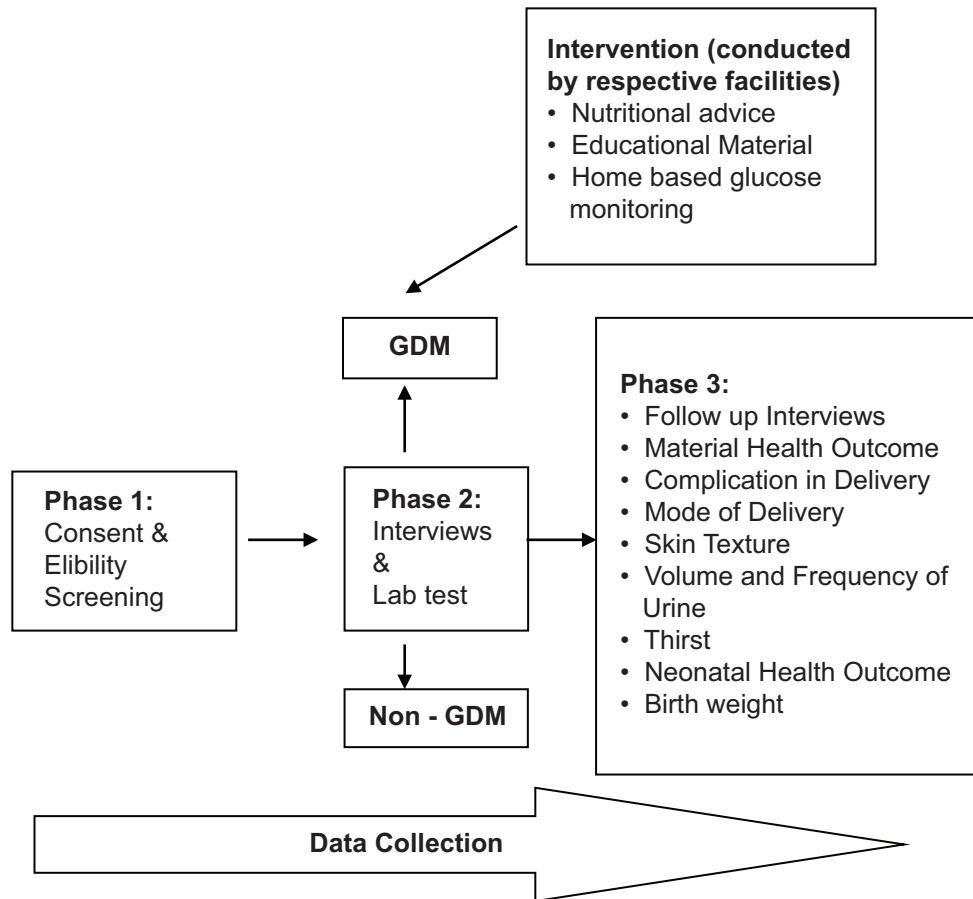 Intervention (conducted
by respective facilities)
• Nutritional advice
• Educational Material
• Home based glucose
monitoring
GDM
Phase 1:
Consent &
Elibility
Screening
Phase 2:
Interviews
&
Lab test
Non - GDM
Phase 3:
• Follow up Interviews
• Material Health Outcome
• Complication in Delivery
• Mode of Delivery
• Skin Texture
• Volume and Frequency of
Urine
• Thirst
• Neonatal Health Outcome
• Birth weight
Data Collection